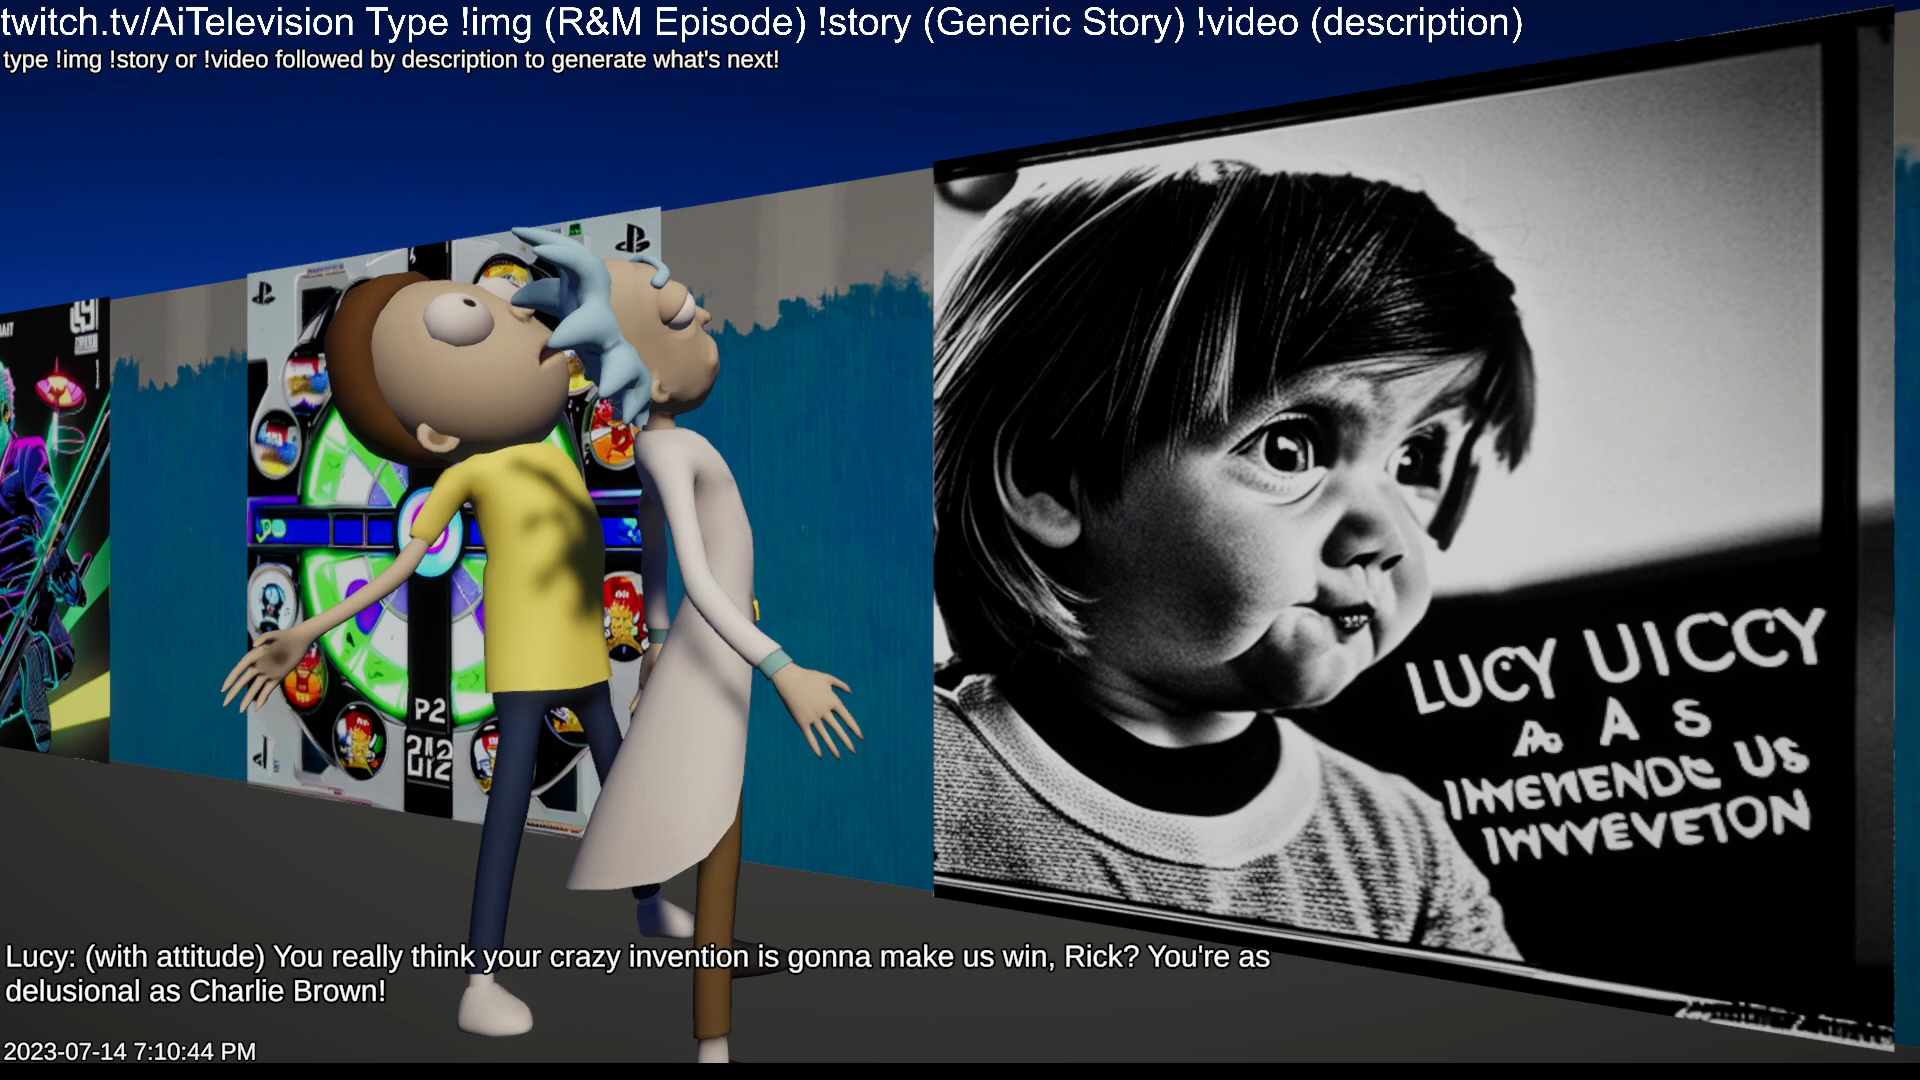 twitch.tv/AiTelevision Type !img (R&M Episode) !story (Generic Story) !video (description)
type !img !story or !video followed by description to generate what's next!
P2
LUCY UICCY
A A S
INVENENDE US
INVVEVETON
Lucy: (with attitude) You really think your crazy invention is gonna make us win, Rick? You're as
delusional as Charlie Brown!
2023-07-14 7:10:44 PM